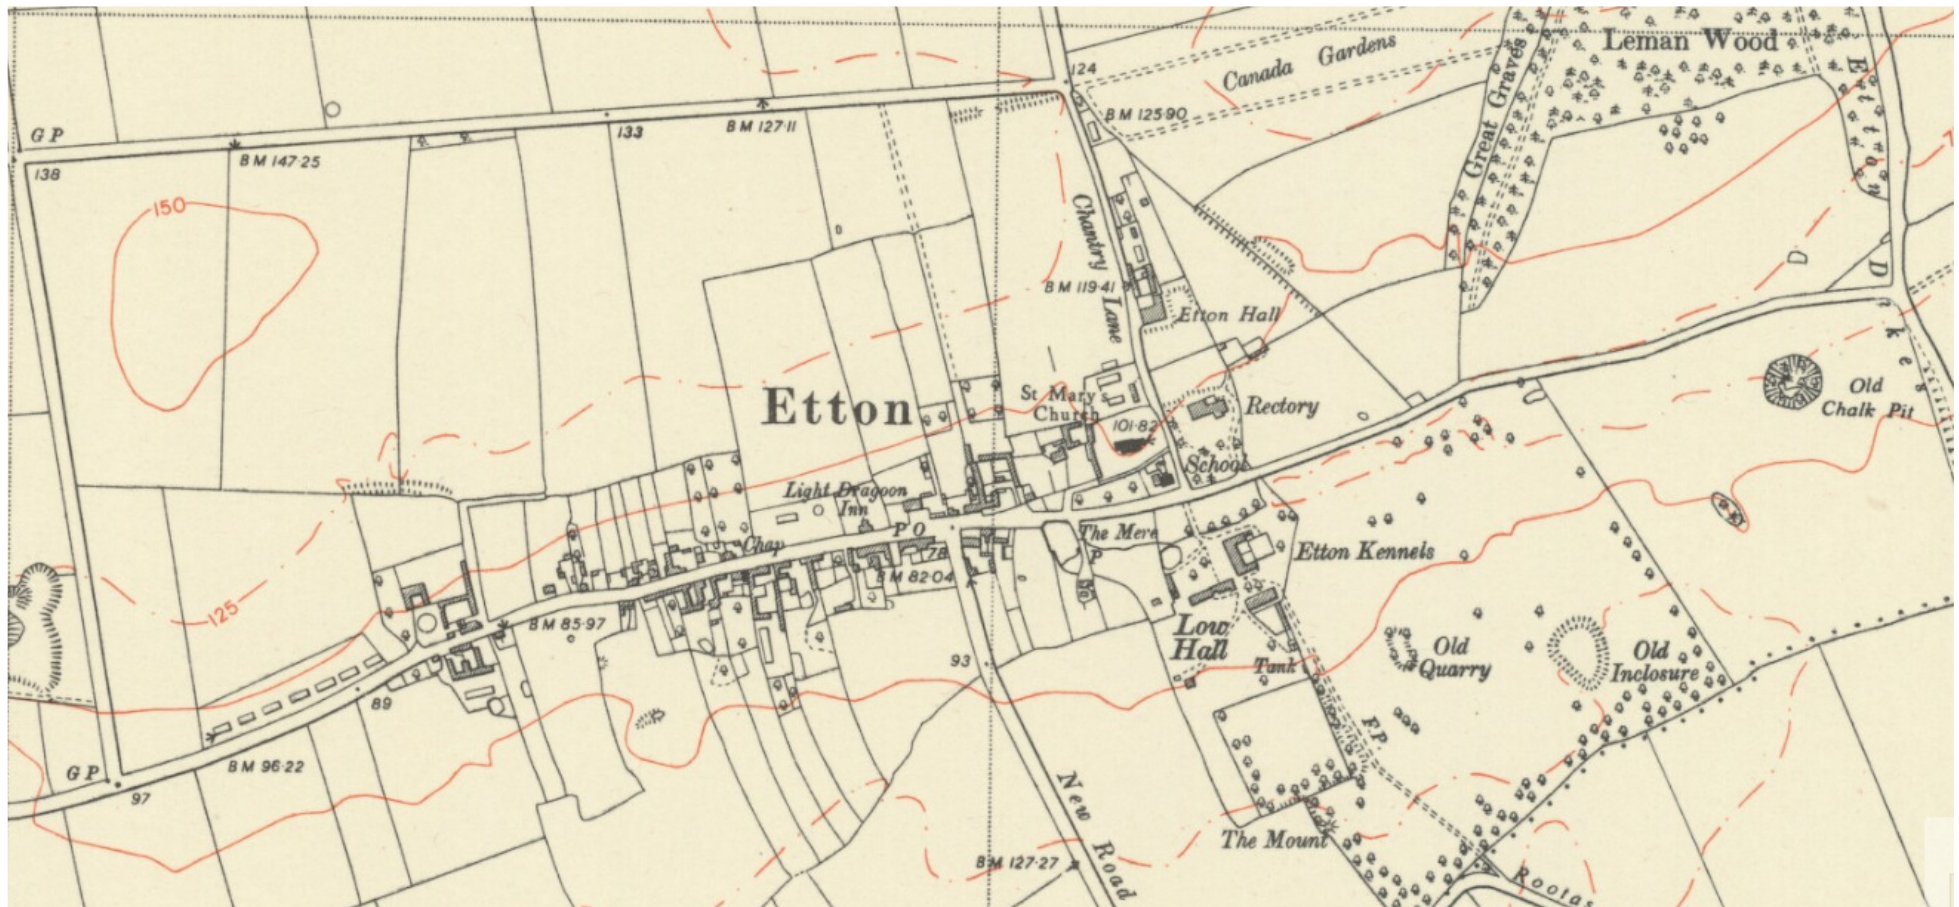 Leman Wood
Canada Gardens
124
Great Graves
Ettton
GP
BM 147·25
133
BM 127·11
BM 125·90
138
150
Chantry Lane
BM 119·41
Etton Hall
D
ikes
Etton
St Mary's
Church
101·82
Rectory
Old
Chalk Pit
School
Light Dragoon
Inn
Chap
P O
78
BM 82·04
The Mere
P
Etton Kennels
125
BM 85·97
Low
Hall
Old
Quarry
Old
Inclosure
93
Tank
89
BM 96·22
GP
97
F.P.
New Road
The Mount
BM 127·27
Rootas